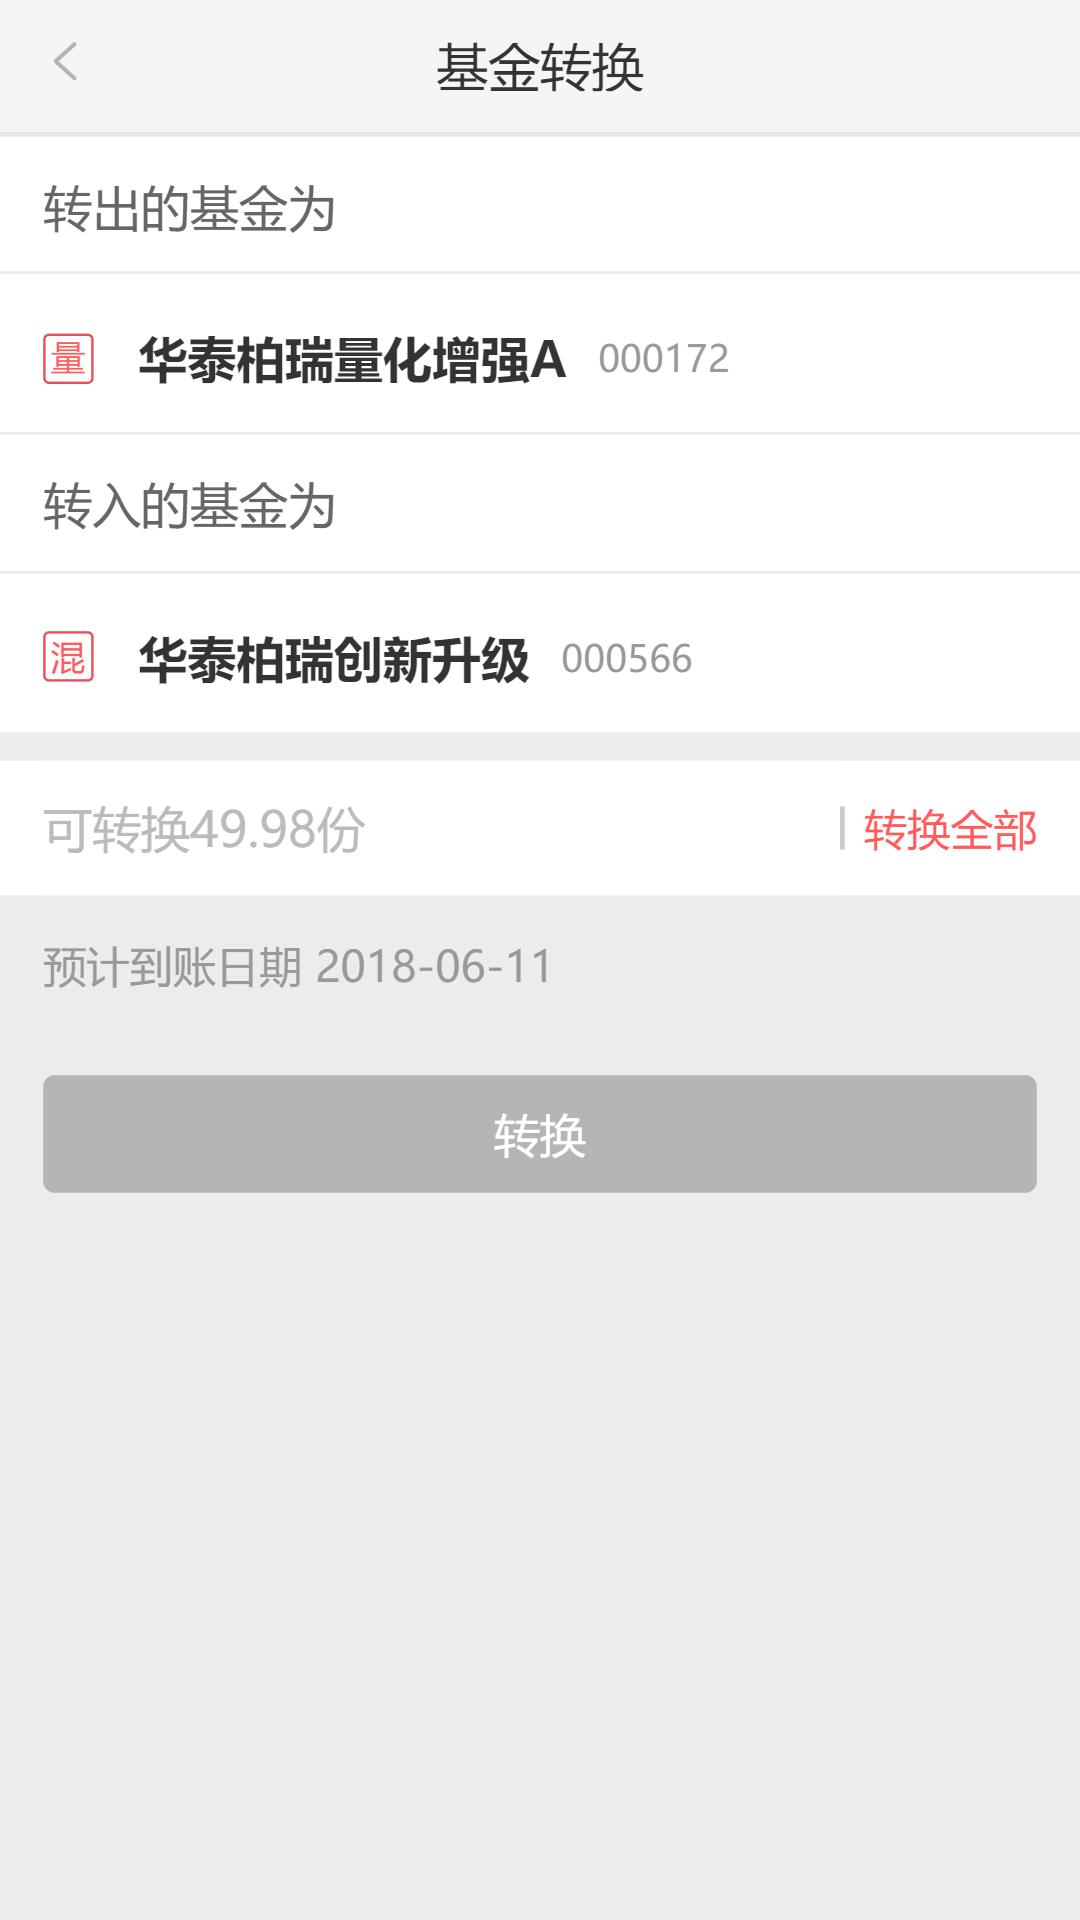 基金转换
转出的基金为
量 华泰柏瑞量化增强A 000172
转入的基金为
混 华泰柏瑞创新升级 000566
可转换49.98份 转换全部
预计到账日期 2018-06-11
转换